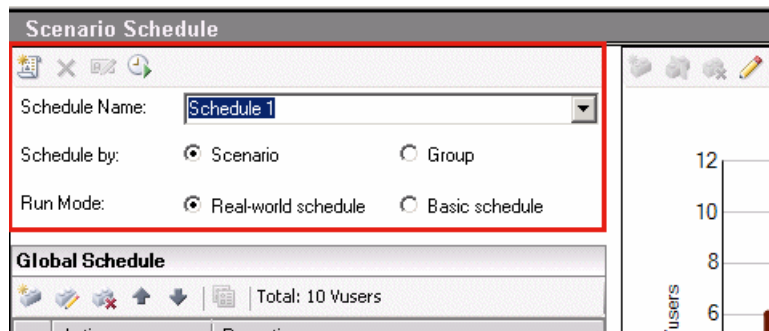 Scenario Schedule
Schedule Name: Schedule 1
Schedule by: Scenario Group
Run Mode: Real-world schedule Basic schedule
Global Schedule
Total: 10 Vusers
12
10
8
6